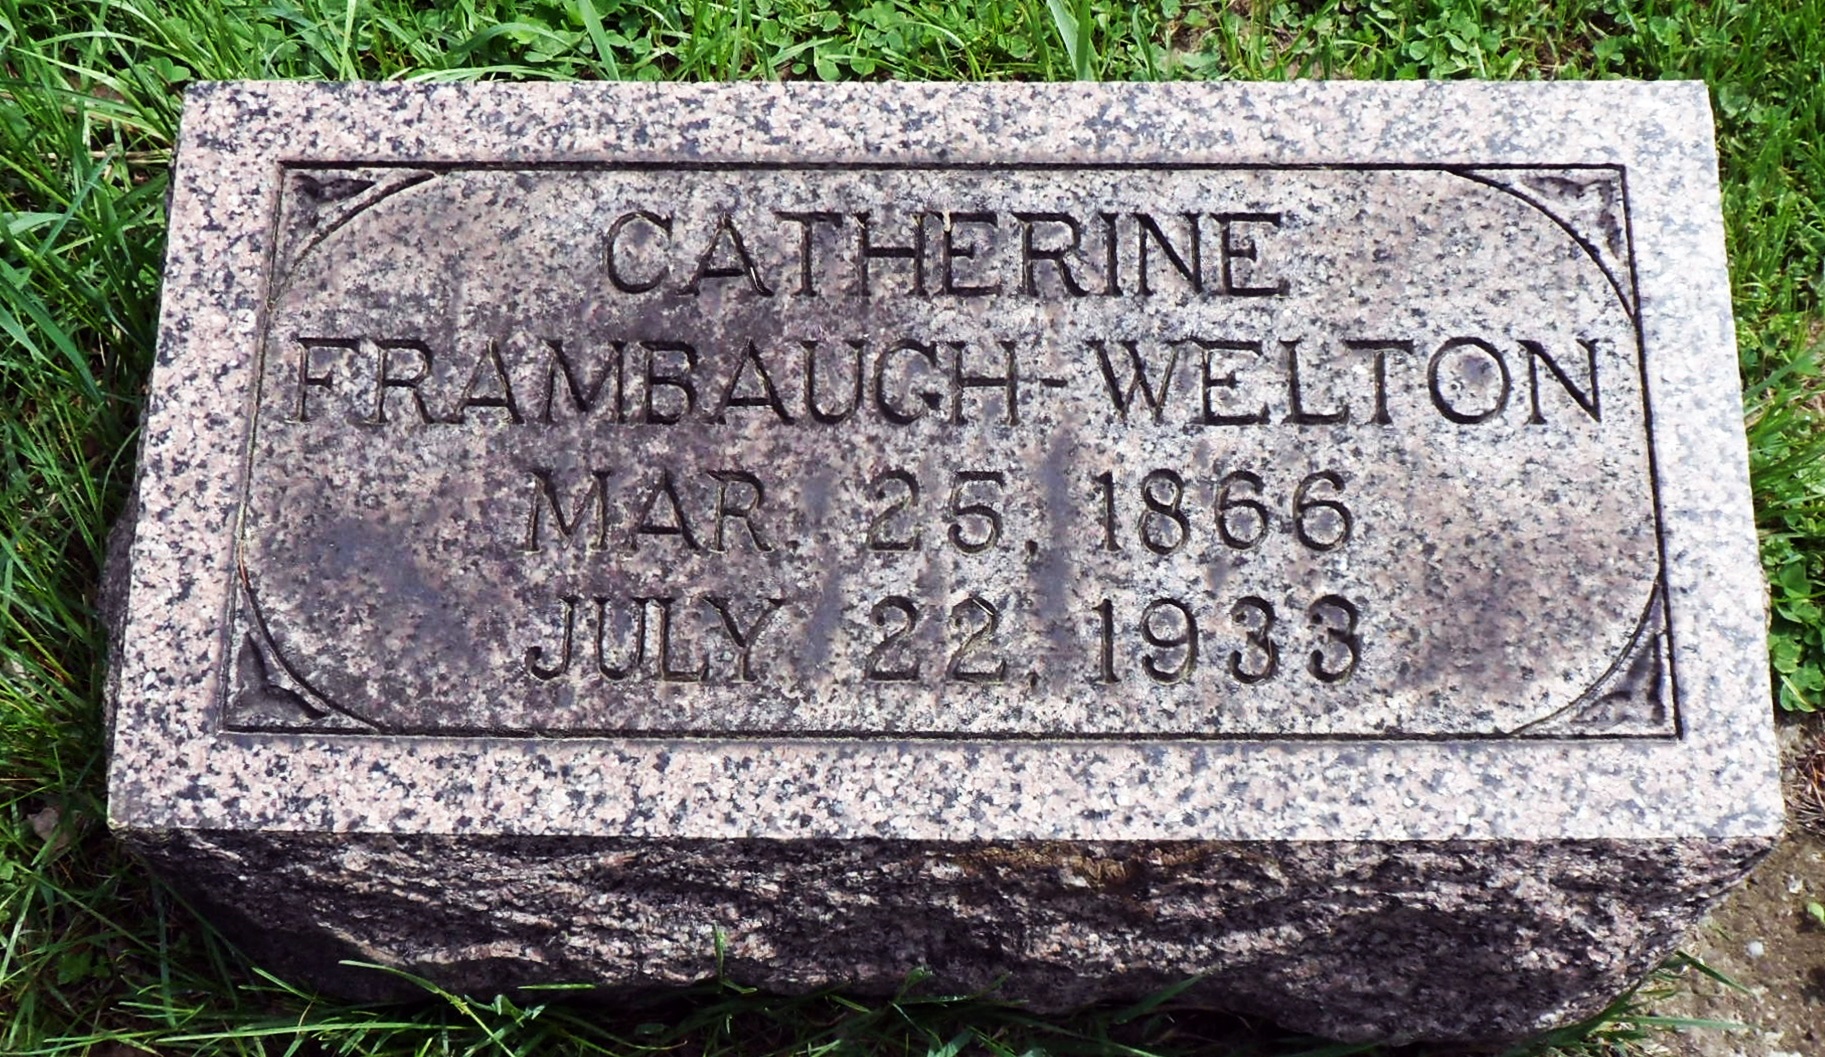 CATHERINE
FRAMBAUGH-WELTON
MAR. 25, 1866
JULY 22, 1933